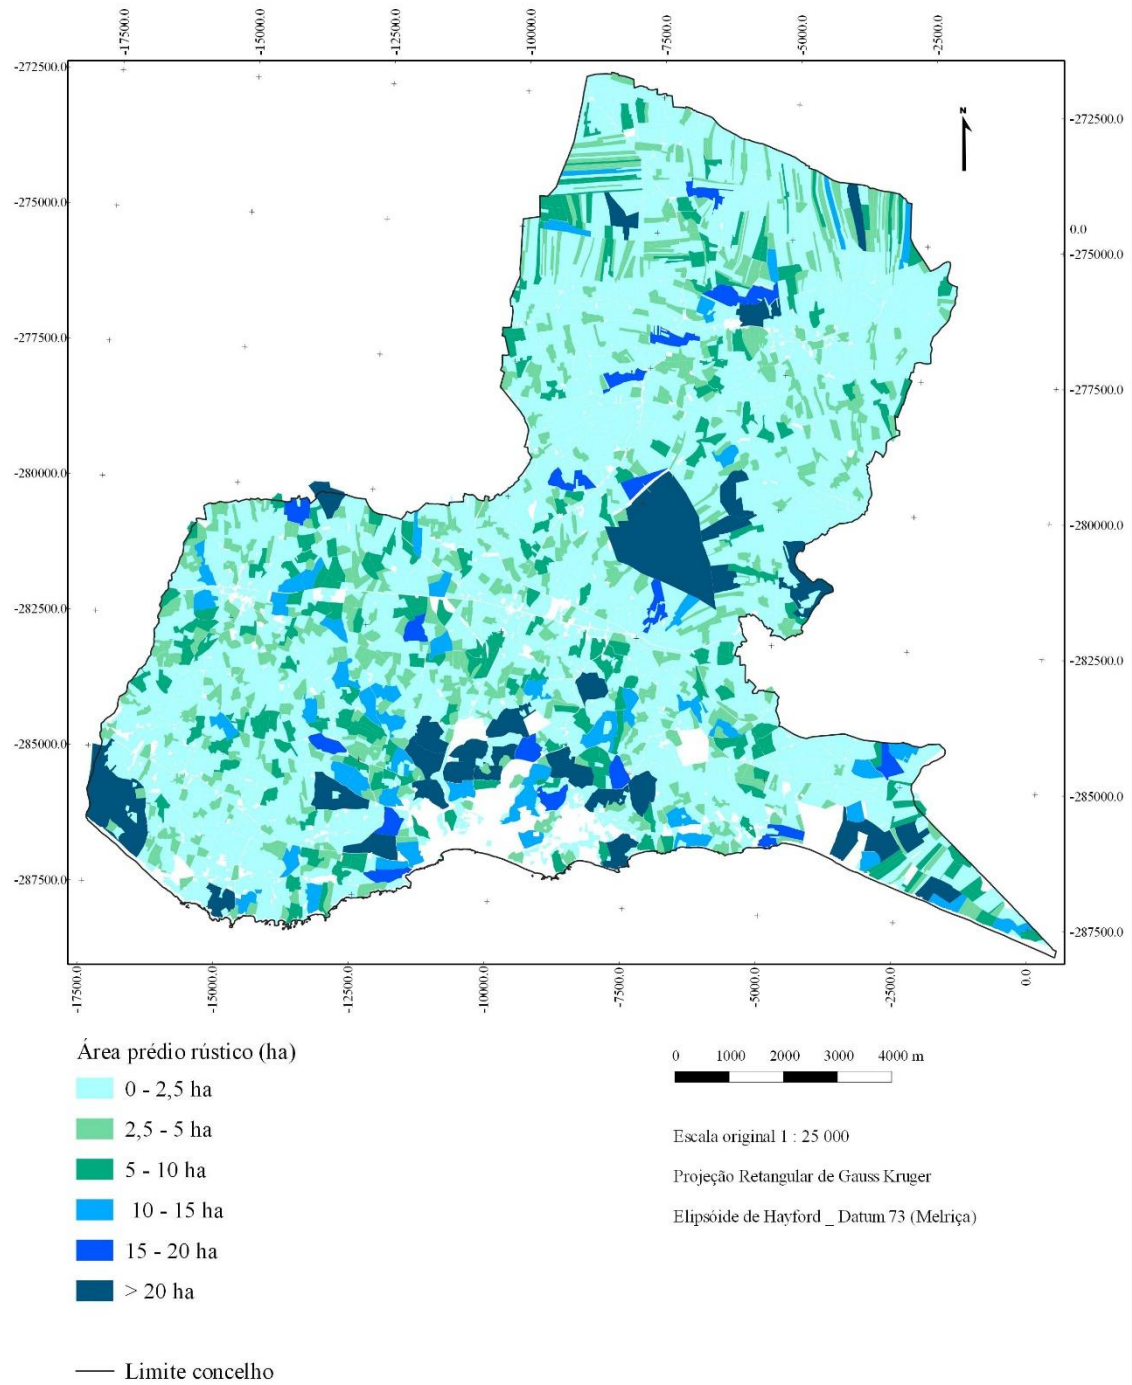 -17500.0
-15000.0
-12500.0
-10000.0
-7500.0
-5000.0
-2500.0
-272500.0
N
-272500.0
-275000.0
0.0
-275000.0
-277500.0
-277500.0
-280000.0
-280000.0
-282500.0
-282500.0
-285000.0
-285000.0
-287500.0
-287500.0
-17500.0
-15000.0
-12500.0
-10000.0
-7500.0
-5000.0
-2500.0
0.0
Área prédio rústico (ha)
0 - 2,5 ha
2,5 - 5 ha
5 - 10 ha
10 - 15 ha
15 - 20 ha
> 20 ha
Limite concelho
0 1000 2000 3000 4000 m
Escala original 1 : 25 000
Projeção Retangular de Gauss Kruger
Elipsóide de Hayford _ Datum 73 (Melriça)